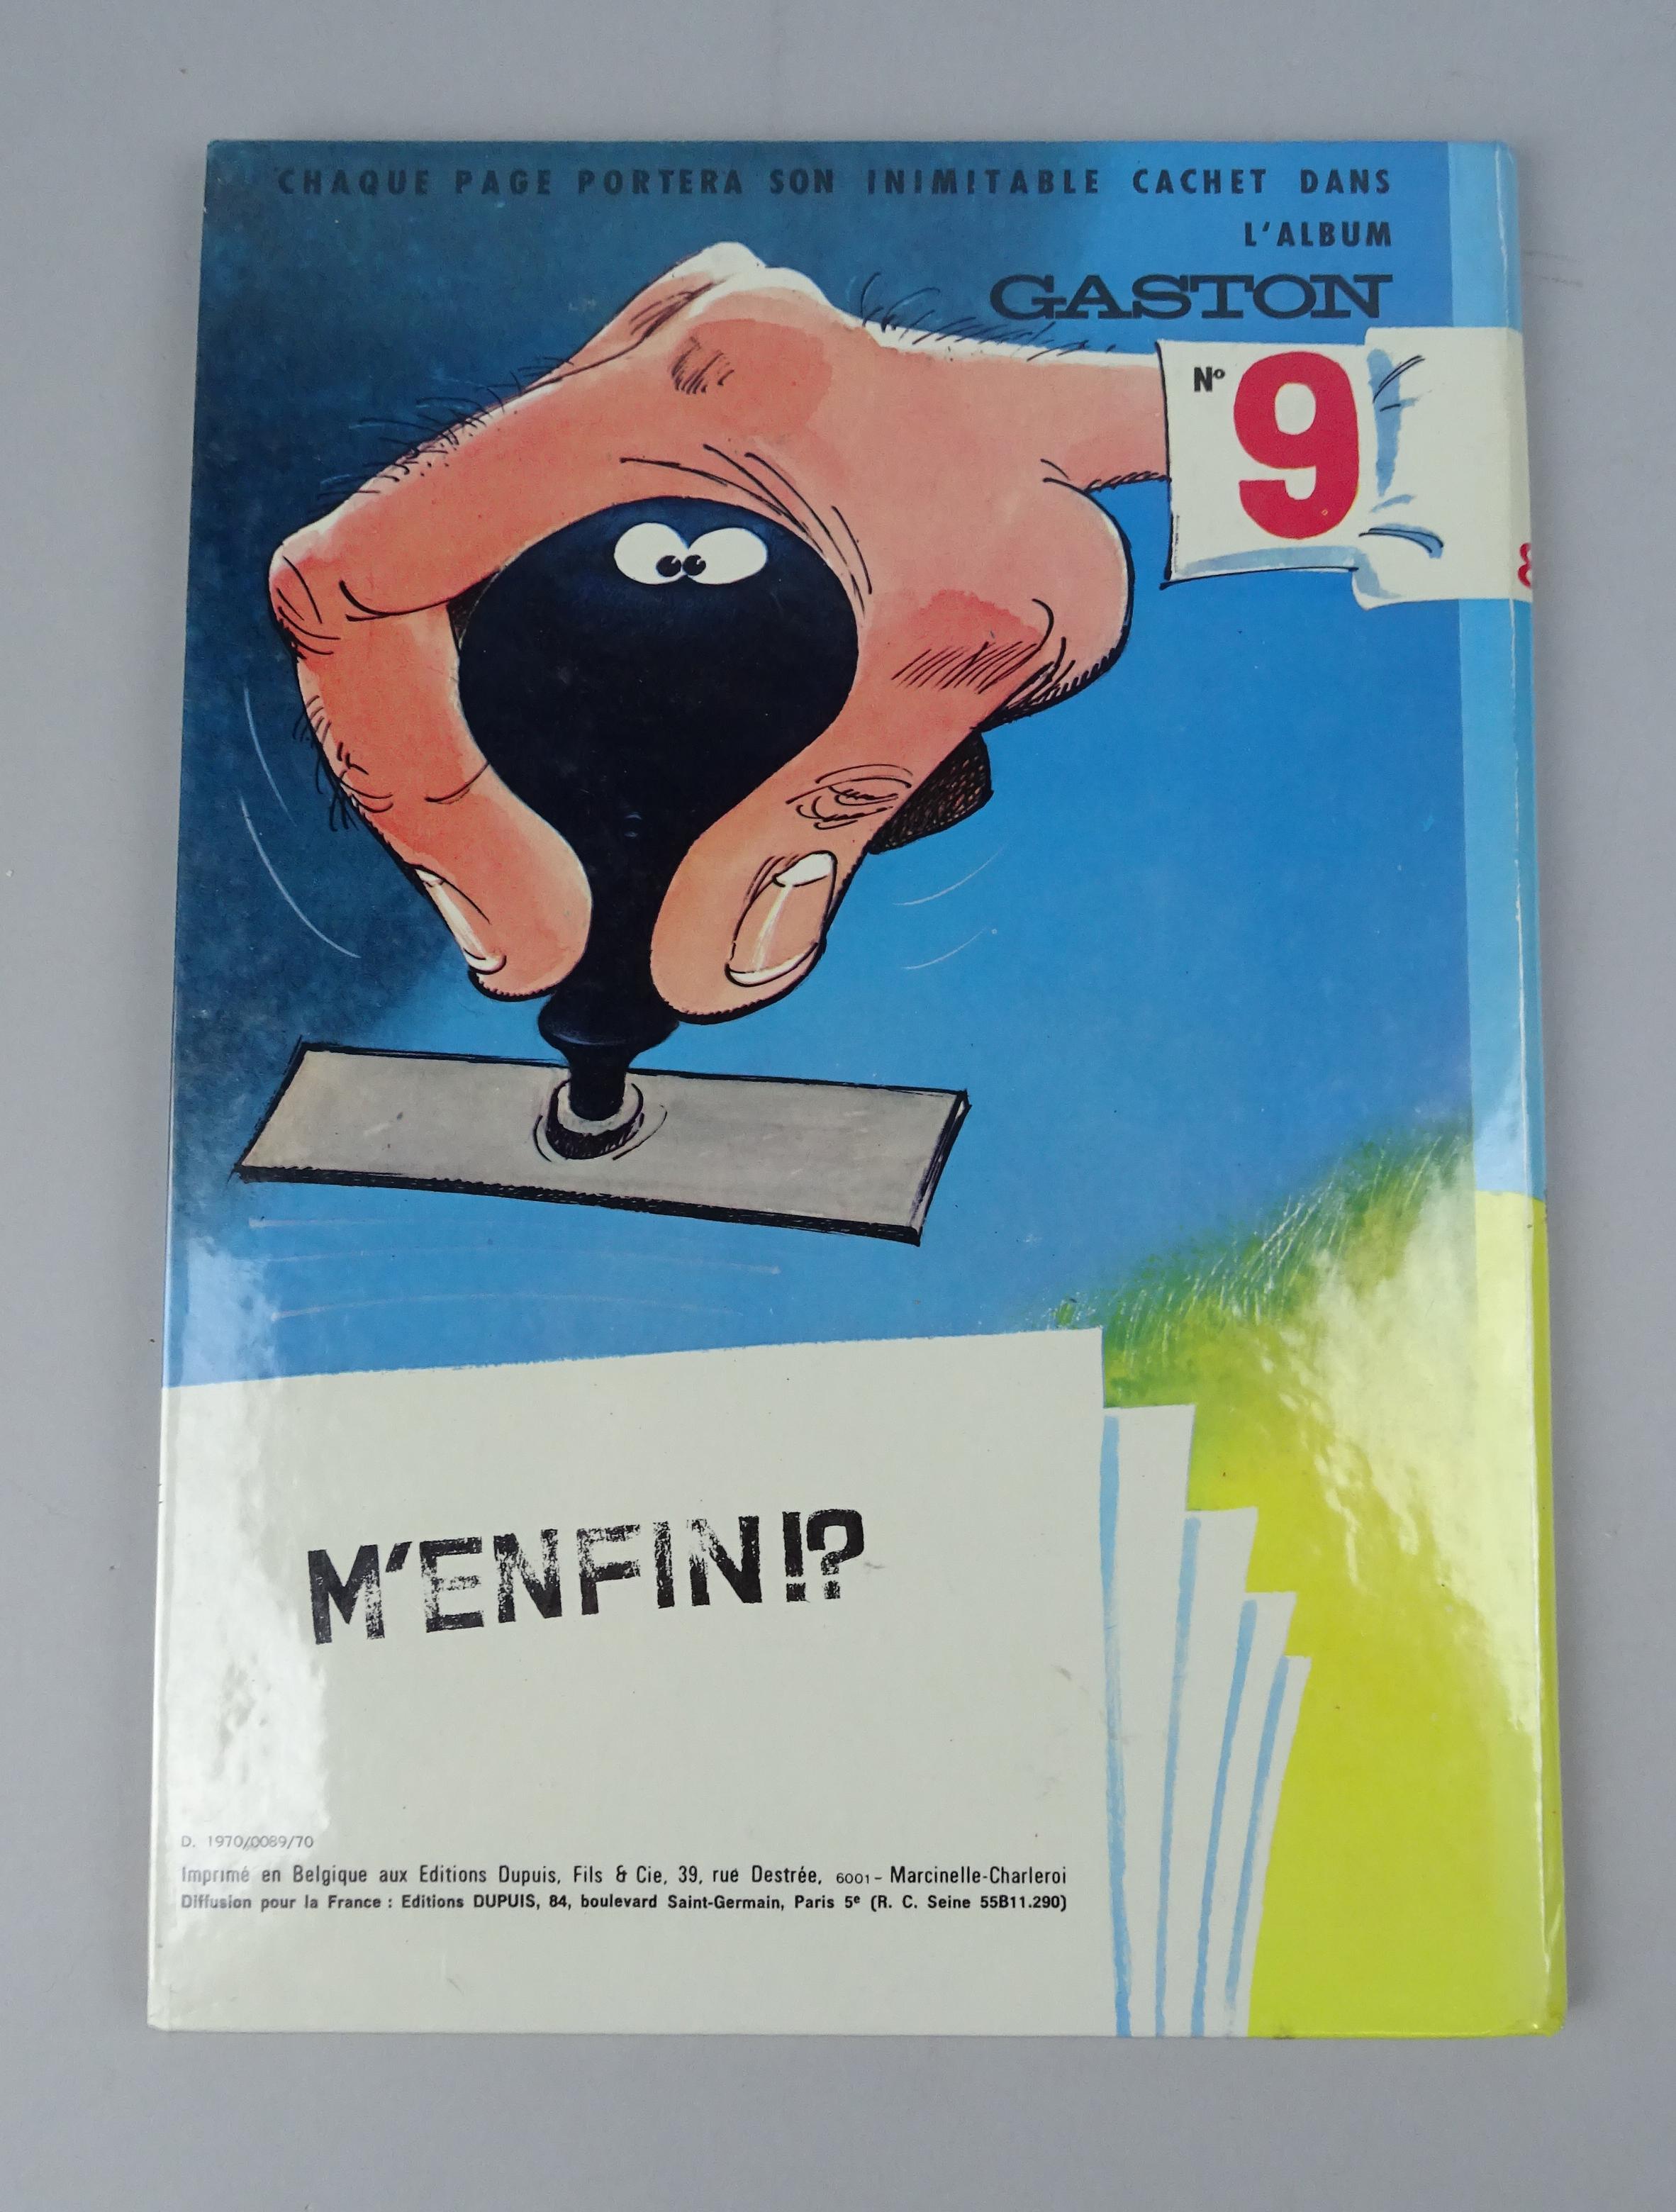 CHAQUE PAGE PORTERA SON INIMITABLE CACHET DANS
L'ALBUM
GASTON
N° 9
8
M'ENFIN!?
D. 1970/0089/70
Imprimé en Belgique aux Editions Dupuis, Fils & Cie, 39, rue Destrée, 6001 - Marcinelle-Charleroi
Diffusion pour la France : Editions DUPUIS, 84, boulevard Saint-Germain, Paris 5e (R. C. Seine 55B11.290)